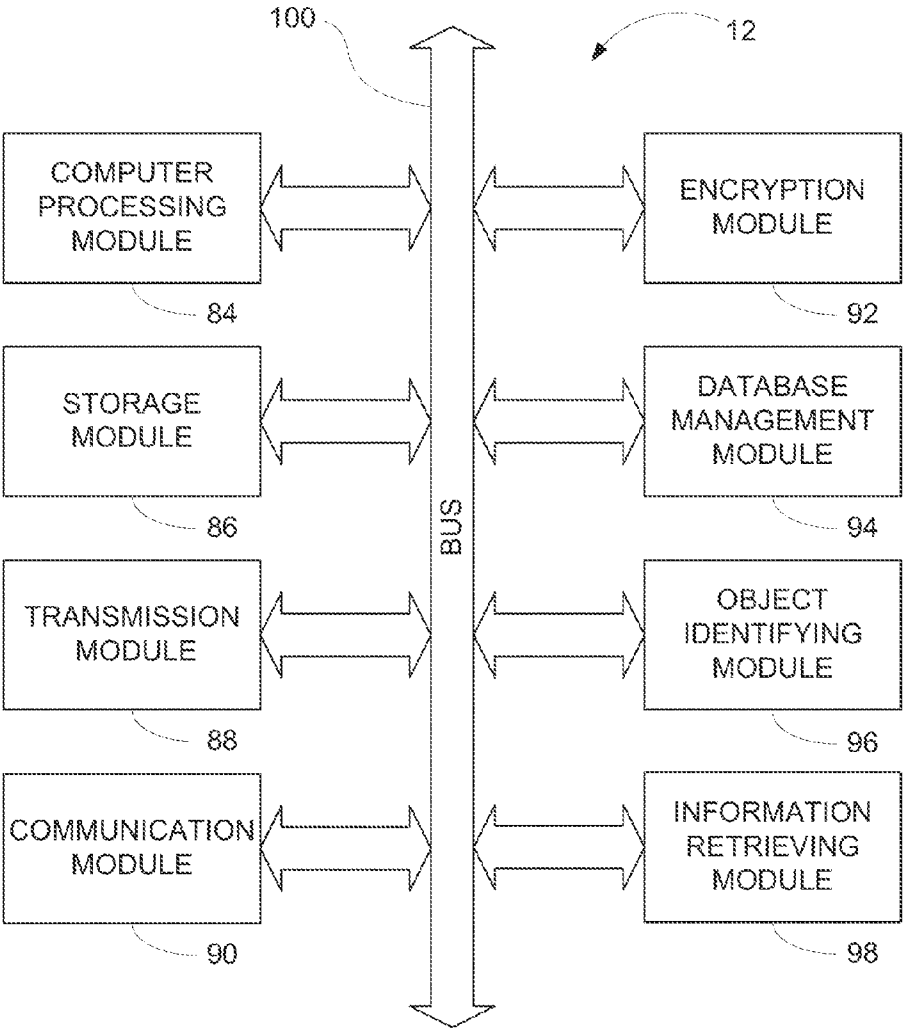 100
12
COMPUTER
PROCESSING
MODULE
84
ENCRYPTION
MODULE
92
STORAGE
MODULE
86
DATABASE
MANAGEMENT
MODULE
94
BUS
TRANSMISSION
MODULE
88
OBJECT
IDENTIFYING
MODULE
96
COMMUNICATION
MODULE
90
INFORMATION
RETRIEVING
MODULE
98